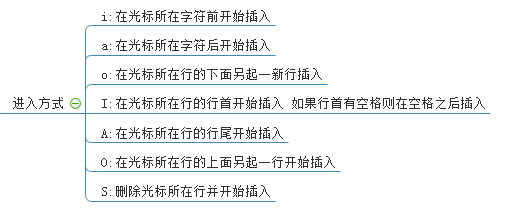 i:在光标所在字符前开始插入
a:在光标所在字符后开始插入
o:在光标所在行的下面另起一新行插入
进入方式
I:在光标所在行的行首开始插入 如果行首有空格则在空格之后插入
A:在光标所在行的行尾开始插入
O:在光标所在行的上面另起一行开始插入
S:删除光标所在行并开始插入